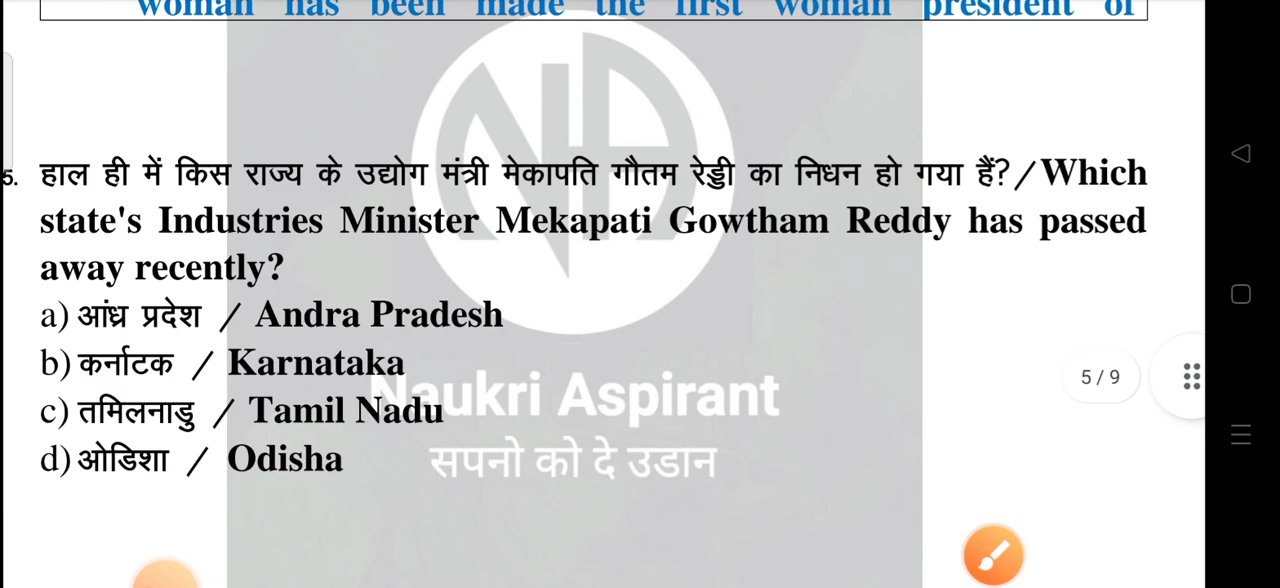 woman has been made the first woman president of
5. हाल ही में किस राज्य के उद्योग मंत्री मेकापति गौतम रेड्डी का निधन हो गया हैं?/Which
state's Industries Minister Mekapati Gowtham Reddy has passed
away recently?
a) आंध्र प्रदेश / Andra Pradesh
b) कर्नाटक / Karnataka
c) तमिलनाडु / Tamil Nadu
d) ओडिशा / Odisha
Naukri Aspirant
सपनो को दे उडान
5 / 9